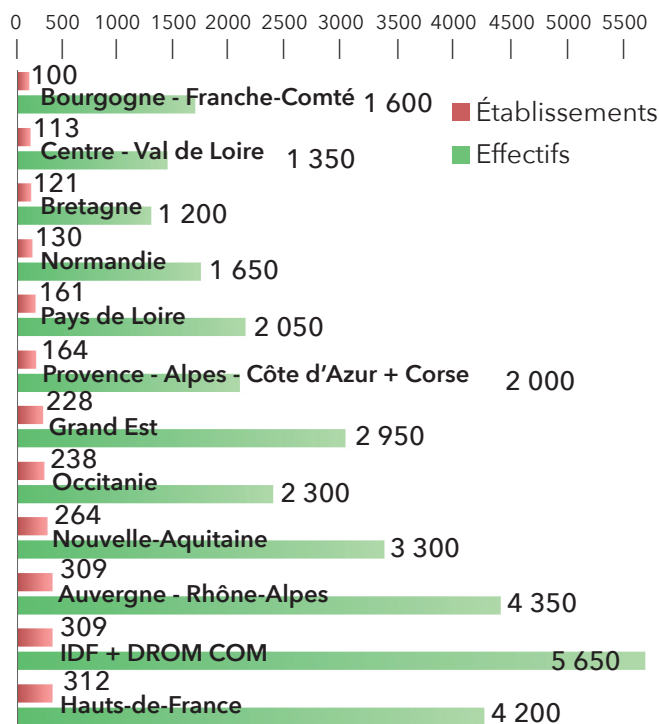 0 500 1000 1500 2000 2500 3000 3500 4000 4500 5000 5700
100
Bourgogne - Franche-Comté 1 600
Établissements
113
Centre - Val de Loire 1 350
Effectifs
121
Bretagne 1 200
130
Normandie 1 650
161
Pays de Loire 2 050
164
Provence - Alpes - Côte d'Azur + Corse 2 000
228
Grand Est 2 950
238
Occitanie 2 300
264
Nouvelle-Aquitaine 3 300
309
Auvergne - Rhône-Alpes 4 350
309
IDF + DROM COM 5 650
312
Hauts-de-France 4 200